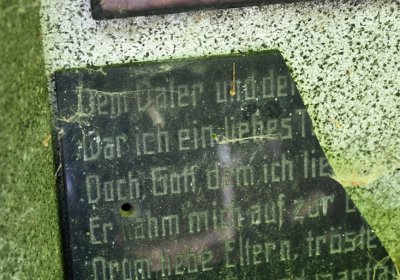 Dem Vater und der
War ich ein liebes
Doch Gott dem ich lie
Er nahm mich auf zur E
Drum liebe Eltern, tröste